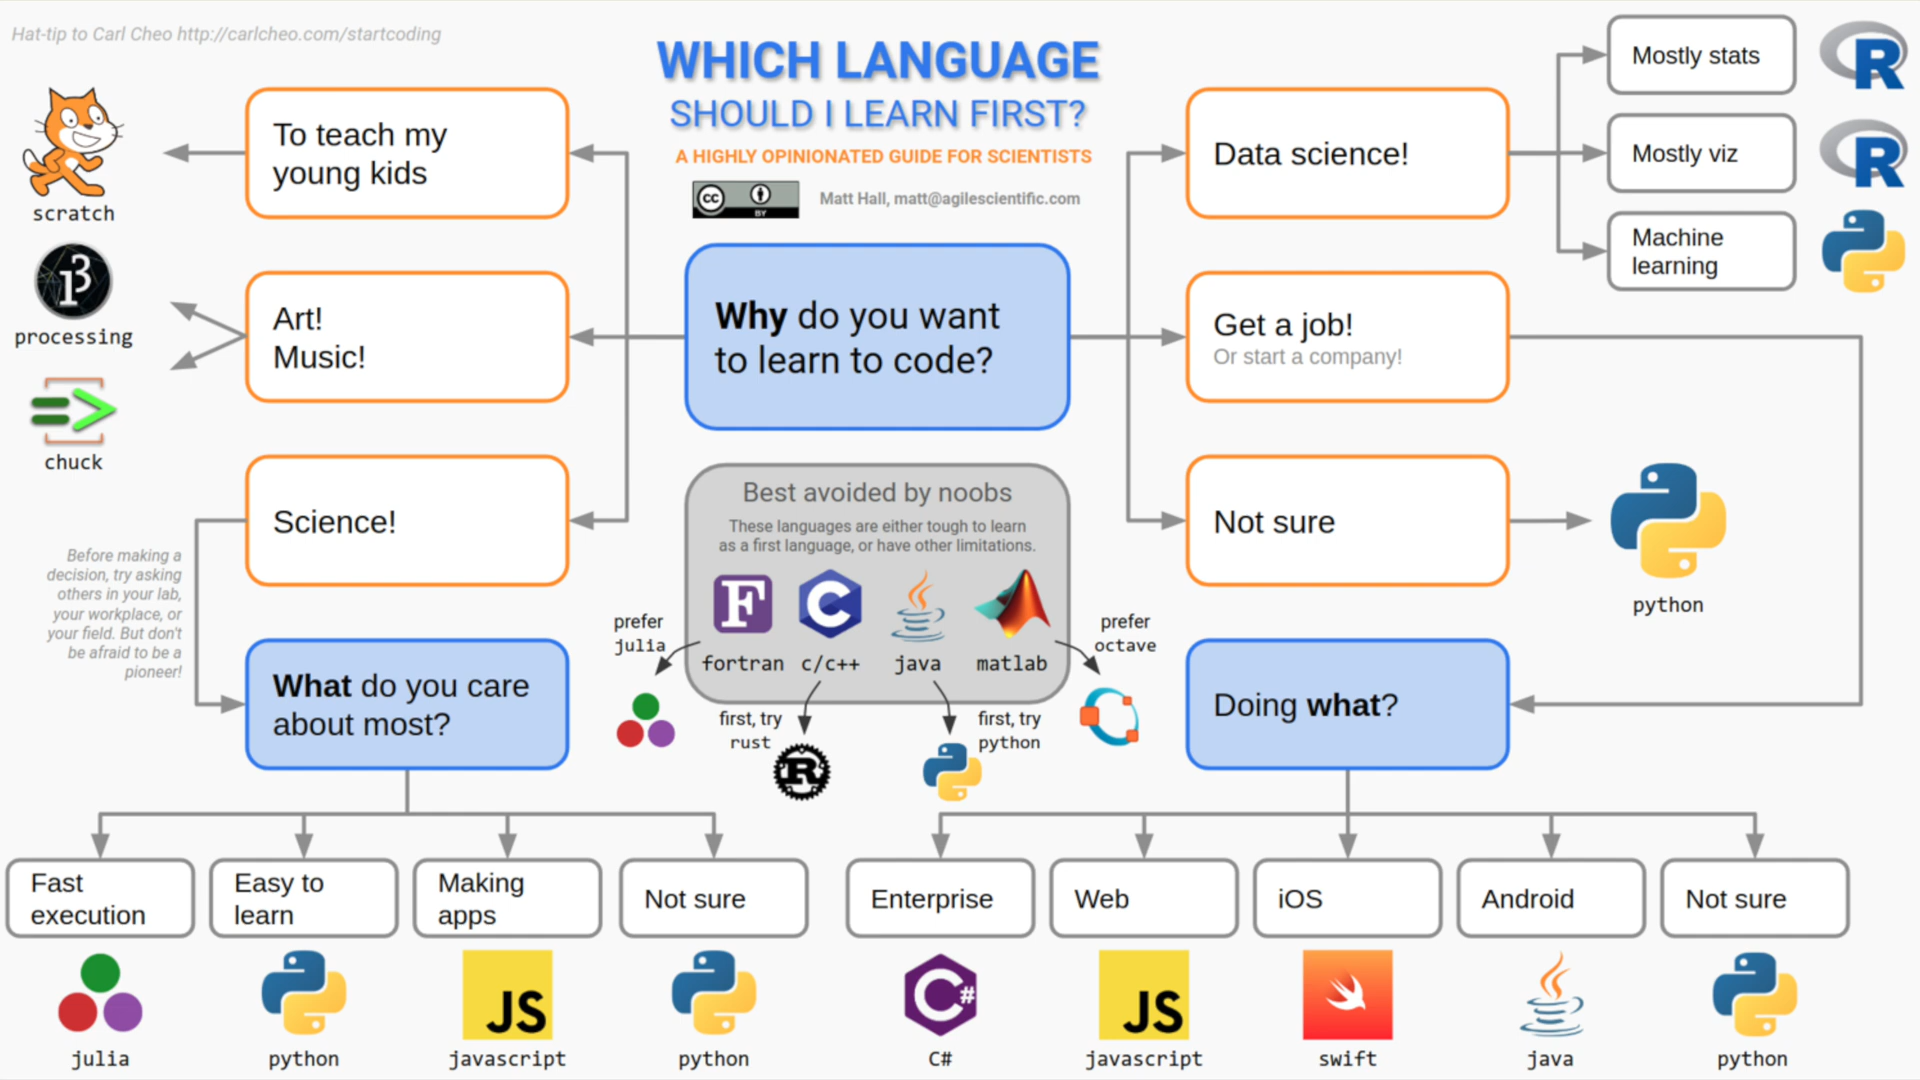 Hat-tip to Carl Cheo http://carlcheo.com/startcoding
WHICH LANGUAGE
SHOULD I LEARN FIRST?
A HIGHLY OPINIONATED GUIDE FOR SCIENTISTS
cc
BY
Matt Hall, matt@agilescientific.com
Why do you want
to learn to code?
To teach my
young kids
scratch
Art!
Music!
processing
chuck
Science!
Before making a
decision, try asking
others in your lab,
your workplace, or
your field. But don't
be afraid to be a
pioneer!
What do you care
about most?
Fast
execution
julia
Easy to
learn
python
Making
apps
JS
javascript
Not sure
python
Best avoided by noobs
These languages are either tough to learn
as a first language, or have other limitations.
F
fortran
C
c/c++
java
matlab
prefer
julia
first, try
rust
R
first, try
python
prefer
octave
Data science!
Mostly stats
R
Mostly viz
R
Machine
learning
Get a job!
Or start a company!
Not sure
python
Doing what?
Enterprise
C#
C#
Web
JS
javascript
iOS
swift
Android
java
Not sure
python